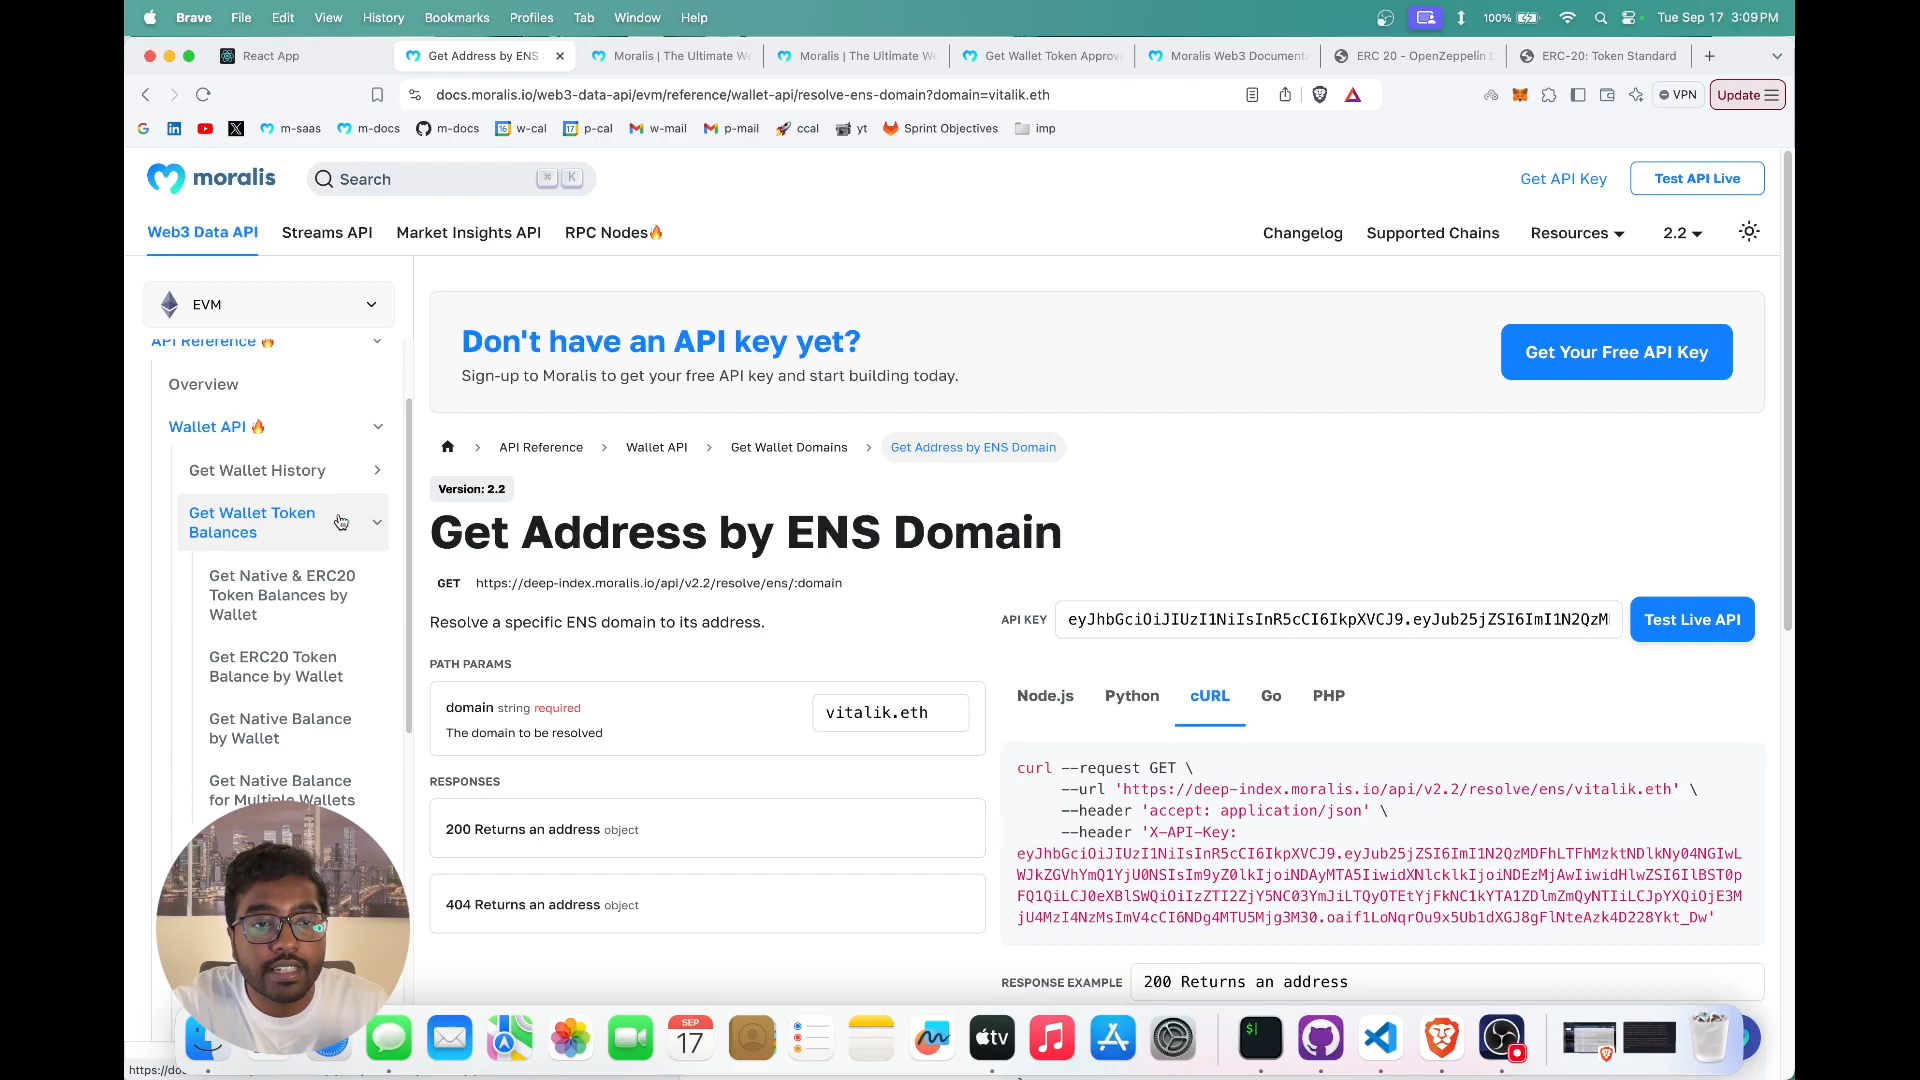 Brave File Edit View History Bookmarks Profiles Tab Window Help
100% Tue Sep 17 3:09 PM
React App
Get Address by ENS
Moralis | The Ultimate We
Moralis | The Ultimate We
Get Wallet Token Approv
Moralis Web3 Document
ERC 20 - OpenZeppelin
ERC-20: Token Standard
docs.moralis.io/web3-data-api/evm/reference/wallet-api/resolve-ens-domain?domain=vitalik.eth
VPN
Update
m-saas m-docs m-docs w-cal p-cal w-mail p-mail ccal yt Sprint Objectives imp
moralis
Search
⌘ K
Get API Key
Test API Live
Web3 Data API Streams API Market Insights API RPC Nodes🔥
Changelog Supported Chains Resources 2.2
EVM
API Reference 🔥
Overview
Wallet API 🔥
Get Wallet History
Get Wallet Token
Balances
Get Native & ERC20
Token Balances by
Wallet
Get ERC20 Token
Balance by Wallet
Get Native Balance
by Wallet
Get Native Balance
for Multiple Wallets
Don't have an API key yet?
Sign-up to Moralis to get your free API key and start building today.
Get Your Free API Key
API Reference > Wallet API > Get Wallet Domains > Get Address by ENS Domain
Version: 2.2
Get Address by ENS Domain
GET https://deep-index.moralis.io/api/v2.2/resolve/ens/:domain
Resolve a specific ENS domain to its address.
PATH PARAMS
domain string required
The domain to be resolved
vitalik.eth
RESPONSES
200 Returns an address object
404 Returns an address object
API KEY
eyJhbGciOiJIUzI1NiIsInR5cCI6IkpXVCJ9.eyJub25jZSI6ImI1N2QzM
Test Live API
Node.js Python cURL Go PHP
curl --request GET \
--url 'https://deep-index.moralis.io/api/v2.2/resolve/ens/vitalik.eth' \
--header 'accept: application/json' \
--header 'X-API-Key:
eyJhbGciOiJIUzI1NiIsInR5cCI6IkpXVCJ9.eyJub25jZSI6ImI1N2QzMDFhLTFhMzktNDlkNy04NGIwL
WJkZGVhYmQ1YjU0NSIsIm9yZ0lkIjoiNDAyMTA5IiwidXNlcklkIjoiNDEzMjAwIiwidHlwZSI6IlBST0p
FQ1QiLCJ0eXBlSWQiOiIzZTI2ZjY5NC03YmJiLTQyOTEtYjFkNC1kYTA1ZDlmZmQyNTIiLCJpYXQiOjE3M
jU4MzI4NzMsImV4cCI6NDg4MTU5Mjg3M30.oaif1LoNqrOu9x5Ub1dXGJ8gFlNteAzk4D228Ykt_Dw'
RESPONSE EXAMPLE
200 Returns an address
SEP
17
tv
https://do